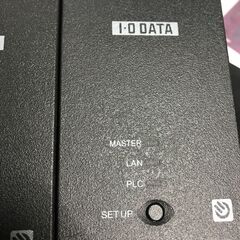 I-O DATA
MASTER
LAN
PLC
SET UP